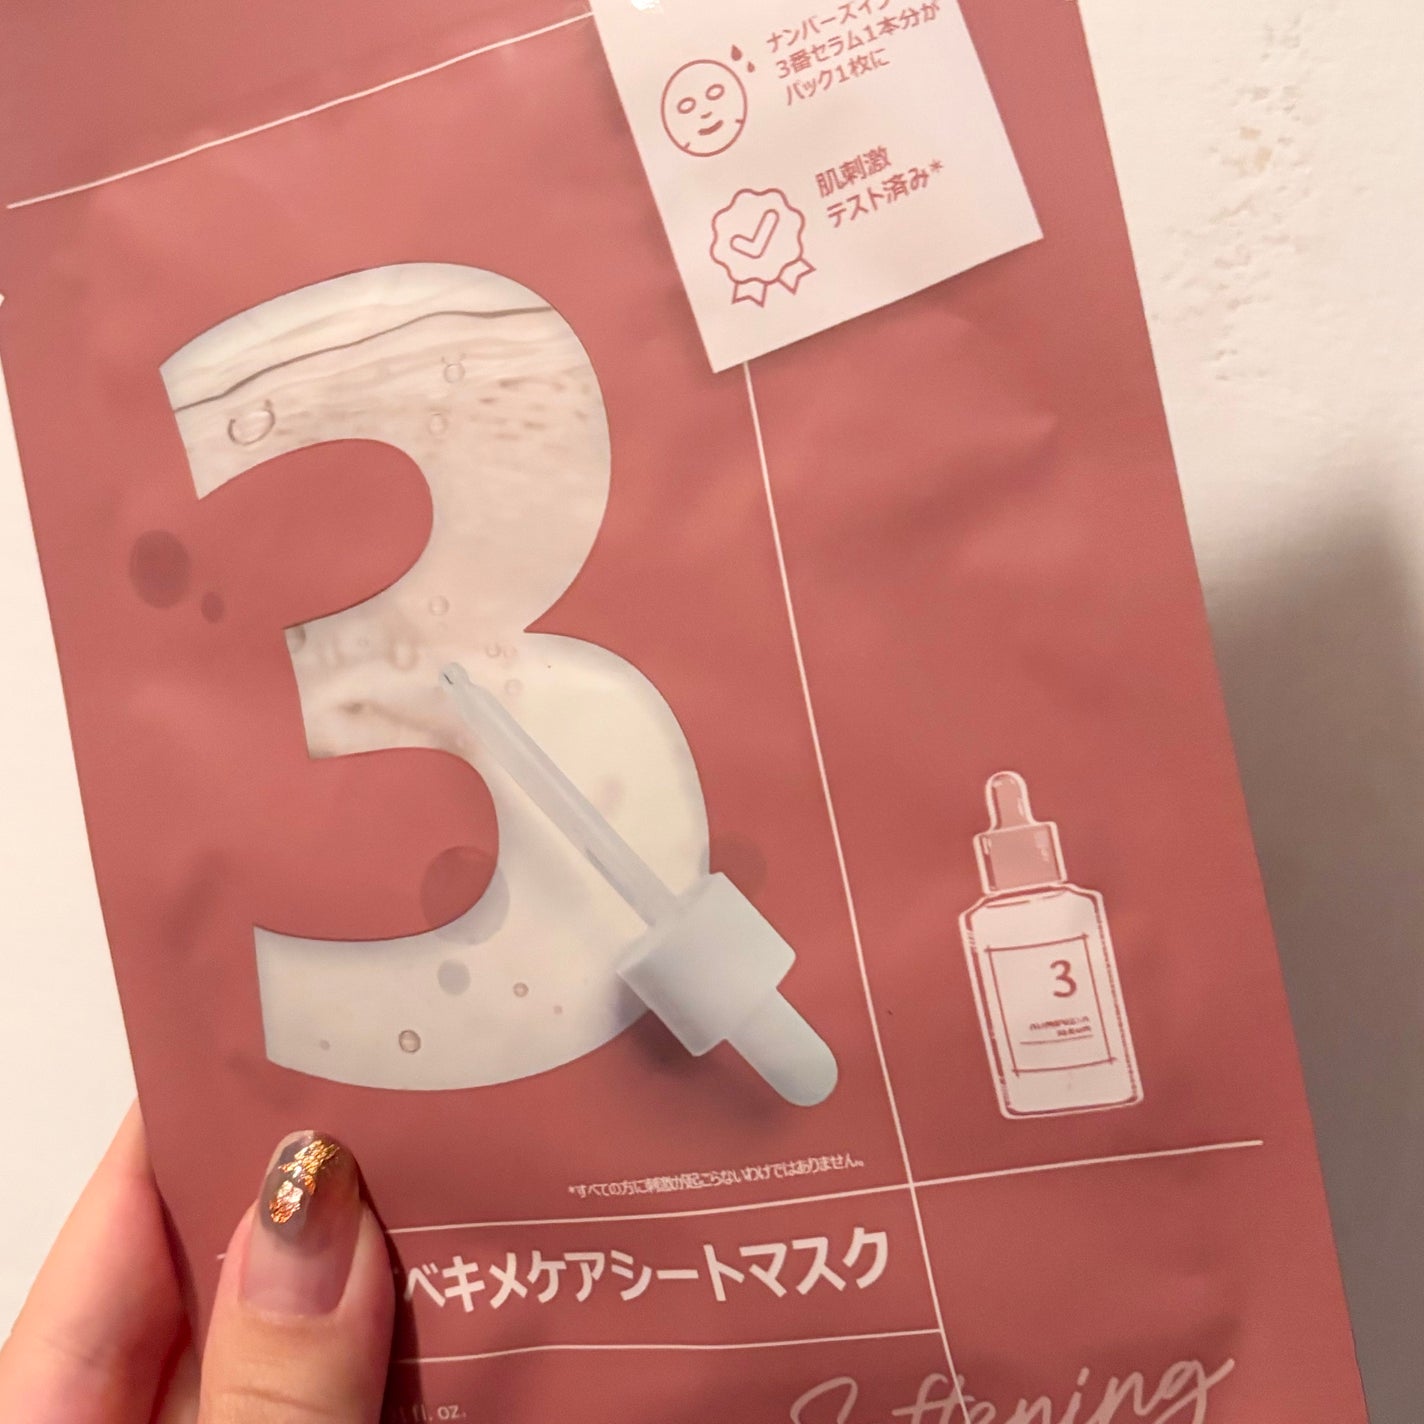 ナンバーズイン
3番セラム1本分が
パック1枚に
肌刺激
テスト済み*
3
3
*すべての方に刺激が起こらないわけではありません。
ベキメケアシートマスク
fl. oz.
Softening